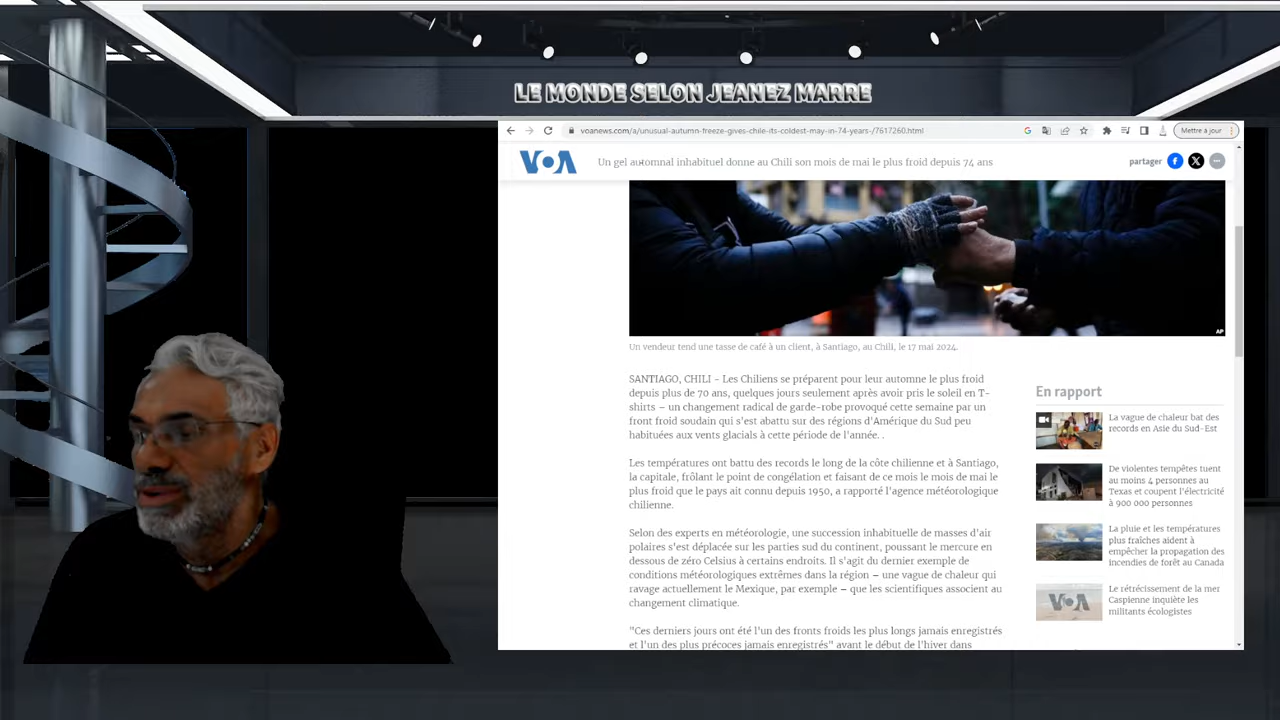 LE MONDE SELON JEANEZ MARRE
voanews.com/a/unusual-autumn-freeze-gives-chile-its-coldest-may-in-74-years-/7617260.html
Mettre à jour
VOA
Un gel automnal inhabituel donne au Chili son mois de mai le plus froid depuis 74 ans
partager
AP
Un vendeur tend une tasse de café à un client, à Santiago, au Chili, le 17 mai 2024.
SANTIAGO, CHILI - Les Chiliens se préparent pour leur automne le plus froid
depuis plus de 70 ans, quelques jours seulement après avoir pris le soleil en T-
shirts – un changement radical de garde-robe provoqué cette semaine par un
front froid soudain qui s'est abattu sur des régions d'Amérique du Sud peu
habituées aux vents glacials à cette période de l'année. .
Les températures ont battu des records le long de la côte chilienne et à Santiago,
la capitale, frôlant le point de congélation et faisant de ce mois le mois de mai le
plus froid que le pays ait connu depuis 1950, a rapporté l'agence météorologique
chilienne.
Selon des experts en météorologie, une succession inhabituelle de masses d'air
polaires s'est déplacée sur les parties sud du continent, poussant le mercure en
dessous de zéro Celsius à certains endroits. Il s'agit du dernier exemple de
conditions météorologiques extrêmes dans la région – une vague de chaleur qui
ravage actuellement le Mexique, par exemple – que les scientifiques associent au
changement climatique.
"Ces derniers jours ont été l'un des fronts froids les plus longs jamais enregistrés
et l'un des plus précoces jamais enregistrés" avant le début de l'hiver dans
En rapport
La vague de chaleur bat des
records en Asie du Sud-Est
De violentes tempêtes tuent
au moins 4 personnes au
Texas et coupent l'électricité
à 900 000 personnes
La pluie et les températures
plus fraîches aident à
empêcher la propagation des
incendies de forêt au Canada
VOA
Le rétrécissement de la mer
Caspienne inquiète les
militants écologistes